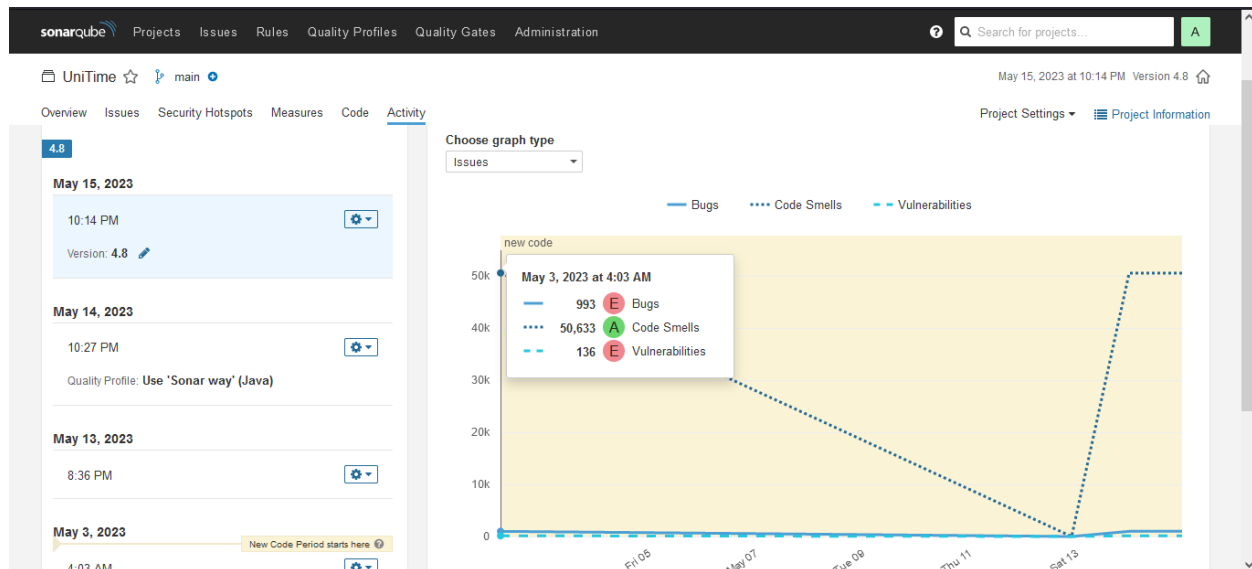 sonarqube Projects Issues Rules Quality Profiles Quality Gates Administration ? Search for projects... A
UniTime main May 15, 2023 at 10:14 PM Version 4.8
Overview Issues Security Hotspots Measures Code Activity Project Settings Project Information
4.8
May 15, 2023
10:14 PM
Version: 4.8
May 14, 2023
10:27 PM
Quality Profile: Use 'Sonar way' (Java)
May 13, 2023
8:36 PM
May 3, 2023
New Code Period starts here ?
4:03 AM
Choose graph type
Issues
Bugs Code Smells Vulnerabilities
new code
50k
40k
30k
20k
10k
0
May 3, 2023 at 4:03 AM
993 E Bugs
50,633 A Code Smells
136 E Vulnerabilities
Fri 05 May 07 Tue 09 Thu 11 Sat 13